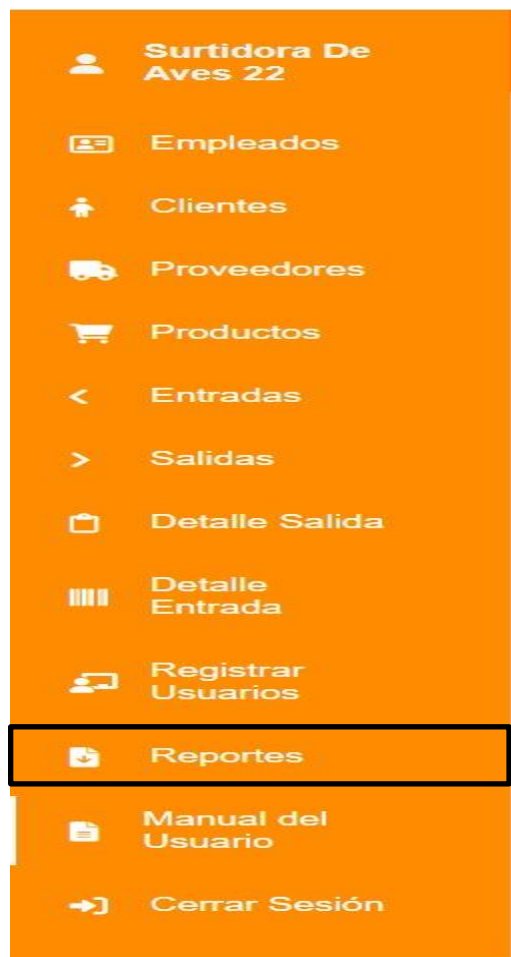 Surtidora De
Aves 22
Empleados
Clientes
Proveedores
Productos
Entradas
Salidas
Detalle Salida
Detalle
Entrada
Registrar
Usuarios
Reportes
Manual del
Usuario
Cerrar Sesión